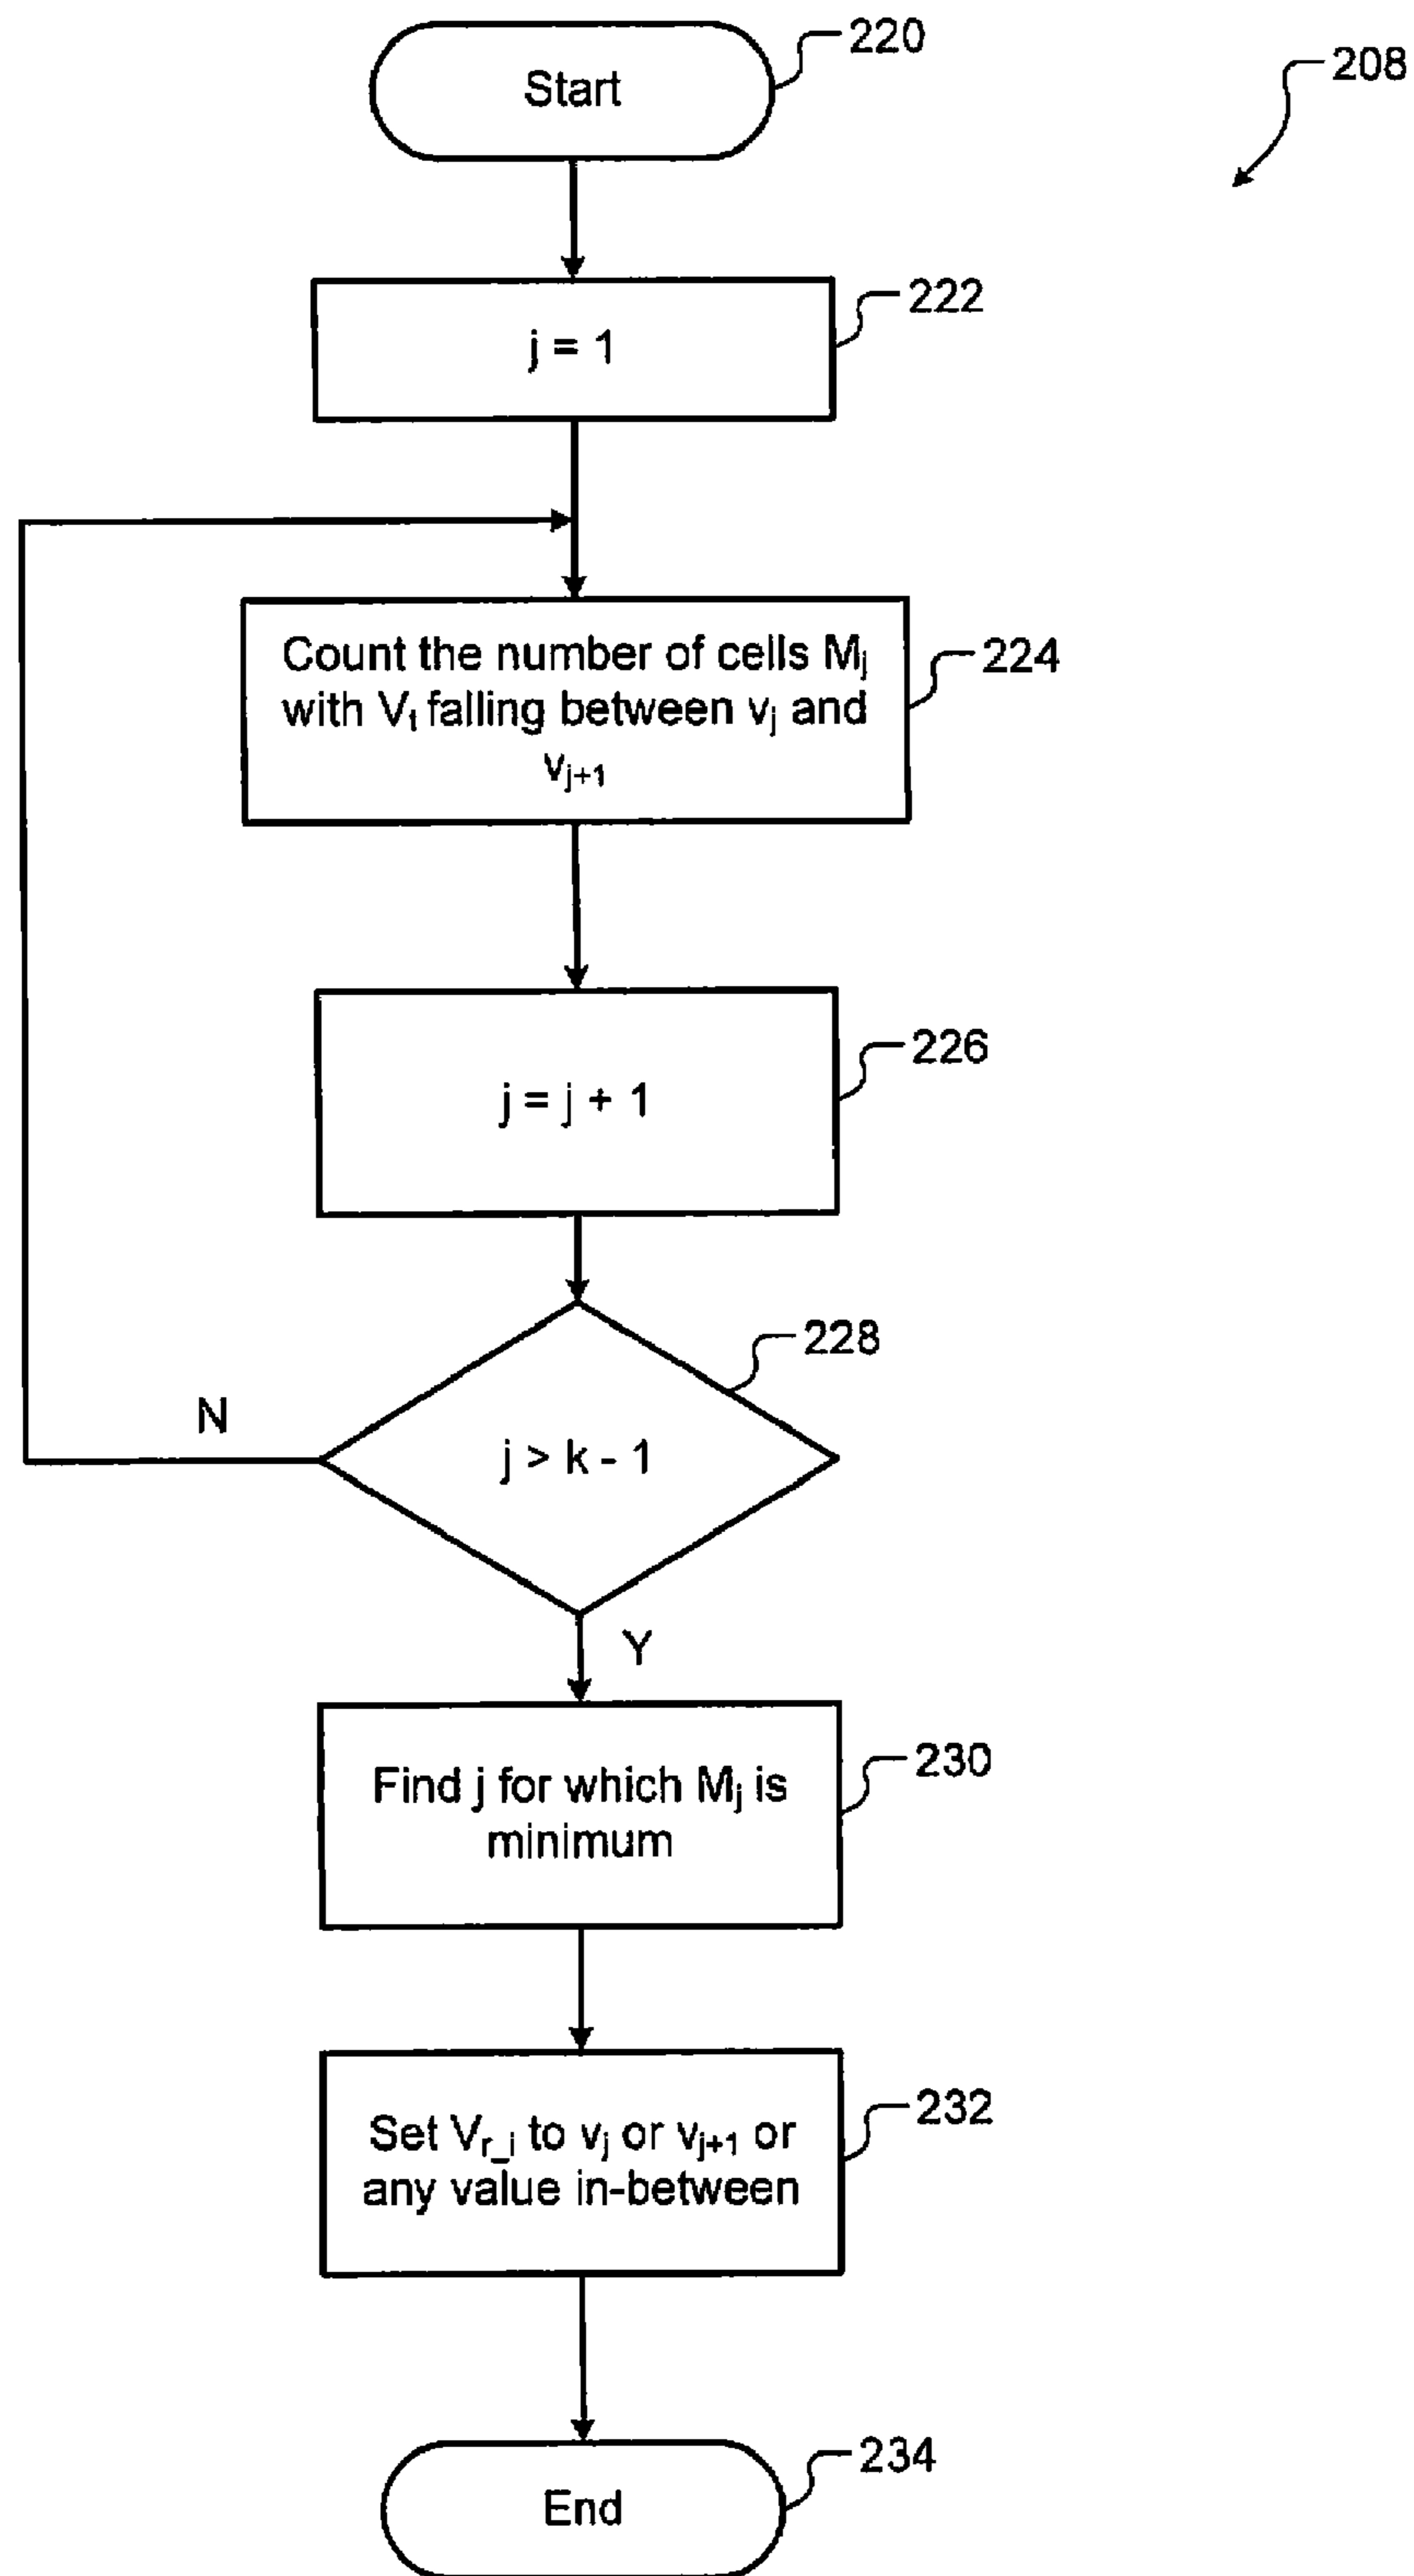 220
Start
208
222
j = 1
224
Count the number of cells Mj
with Vt falling between vj and
vj+1
226
j = j + 1
228
j > k - 1
N
Y
230
Find j for which Mj is
minimum
232
Set Vr_i to vj or vj+1 or
any value in-between
234
End